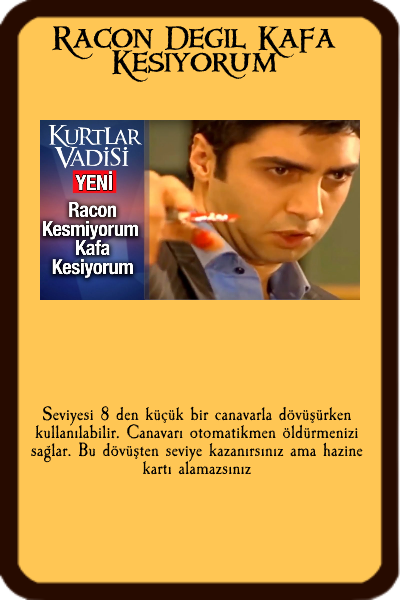 Racon Degil Kafa
Kesiyorum
KURTLAR
VADİSİ
YENİ
Racon
Kesmiyorum
Kafa
Kesiyorum
Seviyesi 8 den küçük bir canavarla dövüşürken
kullanılabilir. Canavarı otomatikmen öldürmenizi
sağlar. Bu dövüşten seviye kazanırsınız ama hazine
kartı alamazsınız